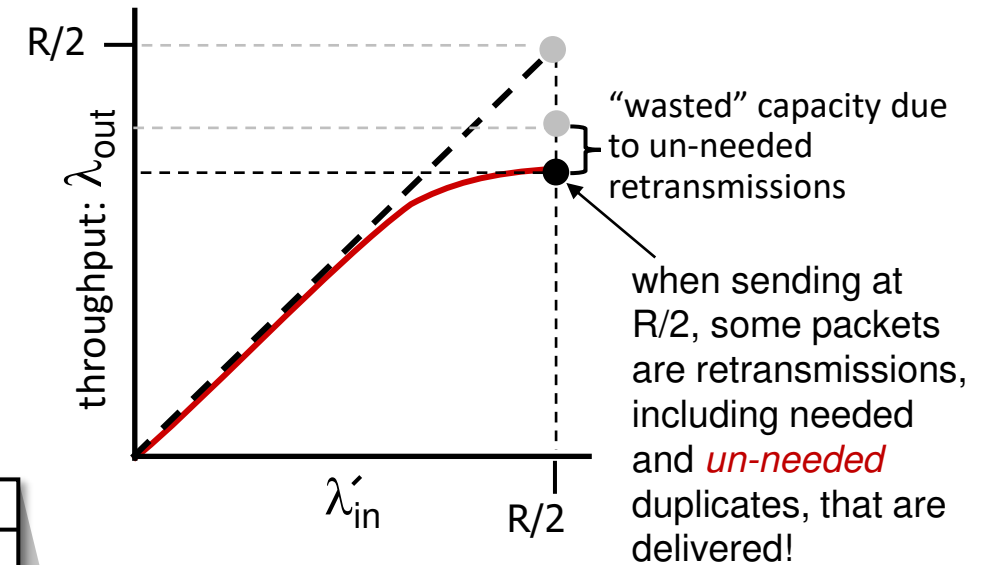 R/2
throughput: λout
“wasted” capacity due
to un-needed
retransmissions
when sending at
R/2, some packets
are retransmissions,
including needed
and un-needed
duplicates, that are
delivered!
λ′in
R/2